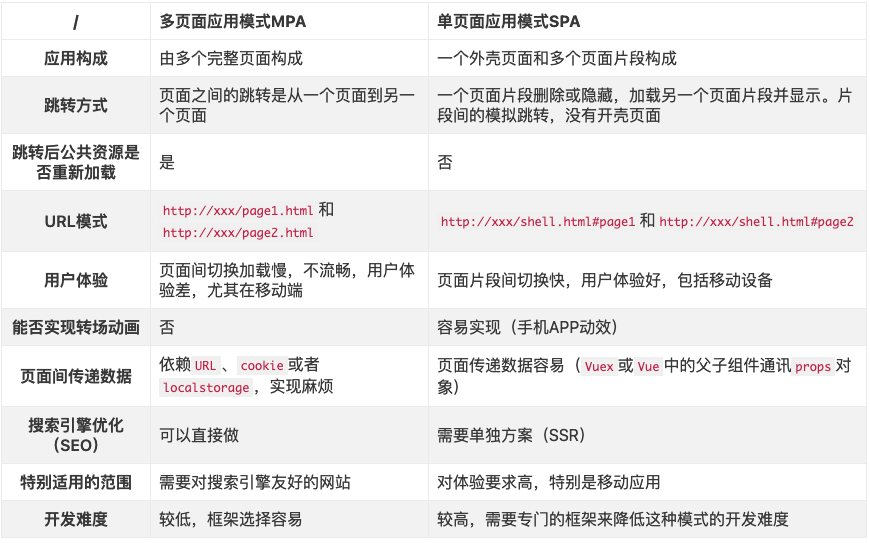 /
多页面应用模式MPA
单页面应用模式SPA
应用构成
由多个完整页面构成
一个外壳页面和多个页面片段构成
跳转方式
页面之间的跳转是从一个页面到另一
个页面
一个页面片段删除或隐藏，加载另一个页面片段并显示。片
段间的模拟跳转，没有开壳页面
跳转后公共资源是
否重新加载
是
否
URL模式
http://xxx/page1.html 和
http://xxx/page2.html
http://xxx/shell.html#page1 和 http://xxx/shell.html#page2
用户体验
页面间切换加载慢，不流畅，用户体
验差，尤其在移动端
页面片段间切换快，用户体验好，包括移动设备
能否实现转场动画
否
容易实现（手机APP动效）
页面间传递数据
依赖 URL 、 cookie 或者
localstorage ，实现麻烦
页面传递数据容易（ Vuex 或 Vue 中的父子组件通讯 props 对
象）
搜索引擎优化
（SEO）
可以直接做
需要单独方案（SSR）
特别适用的范围
需要对搜索引擎友好的网站
对体验要求高，特别是移动应用
开发难度
较低，框架选择容易
较高，需要专门的框架来降低这种模式的开发难度